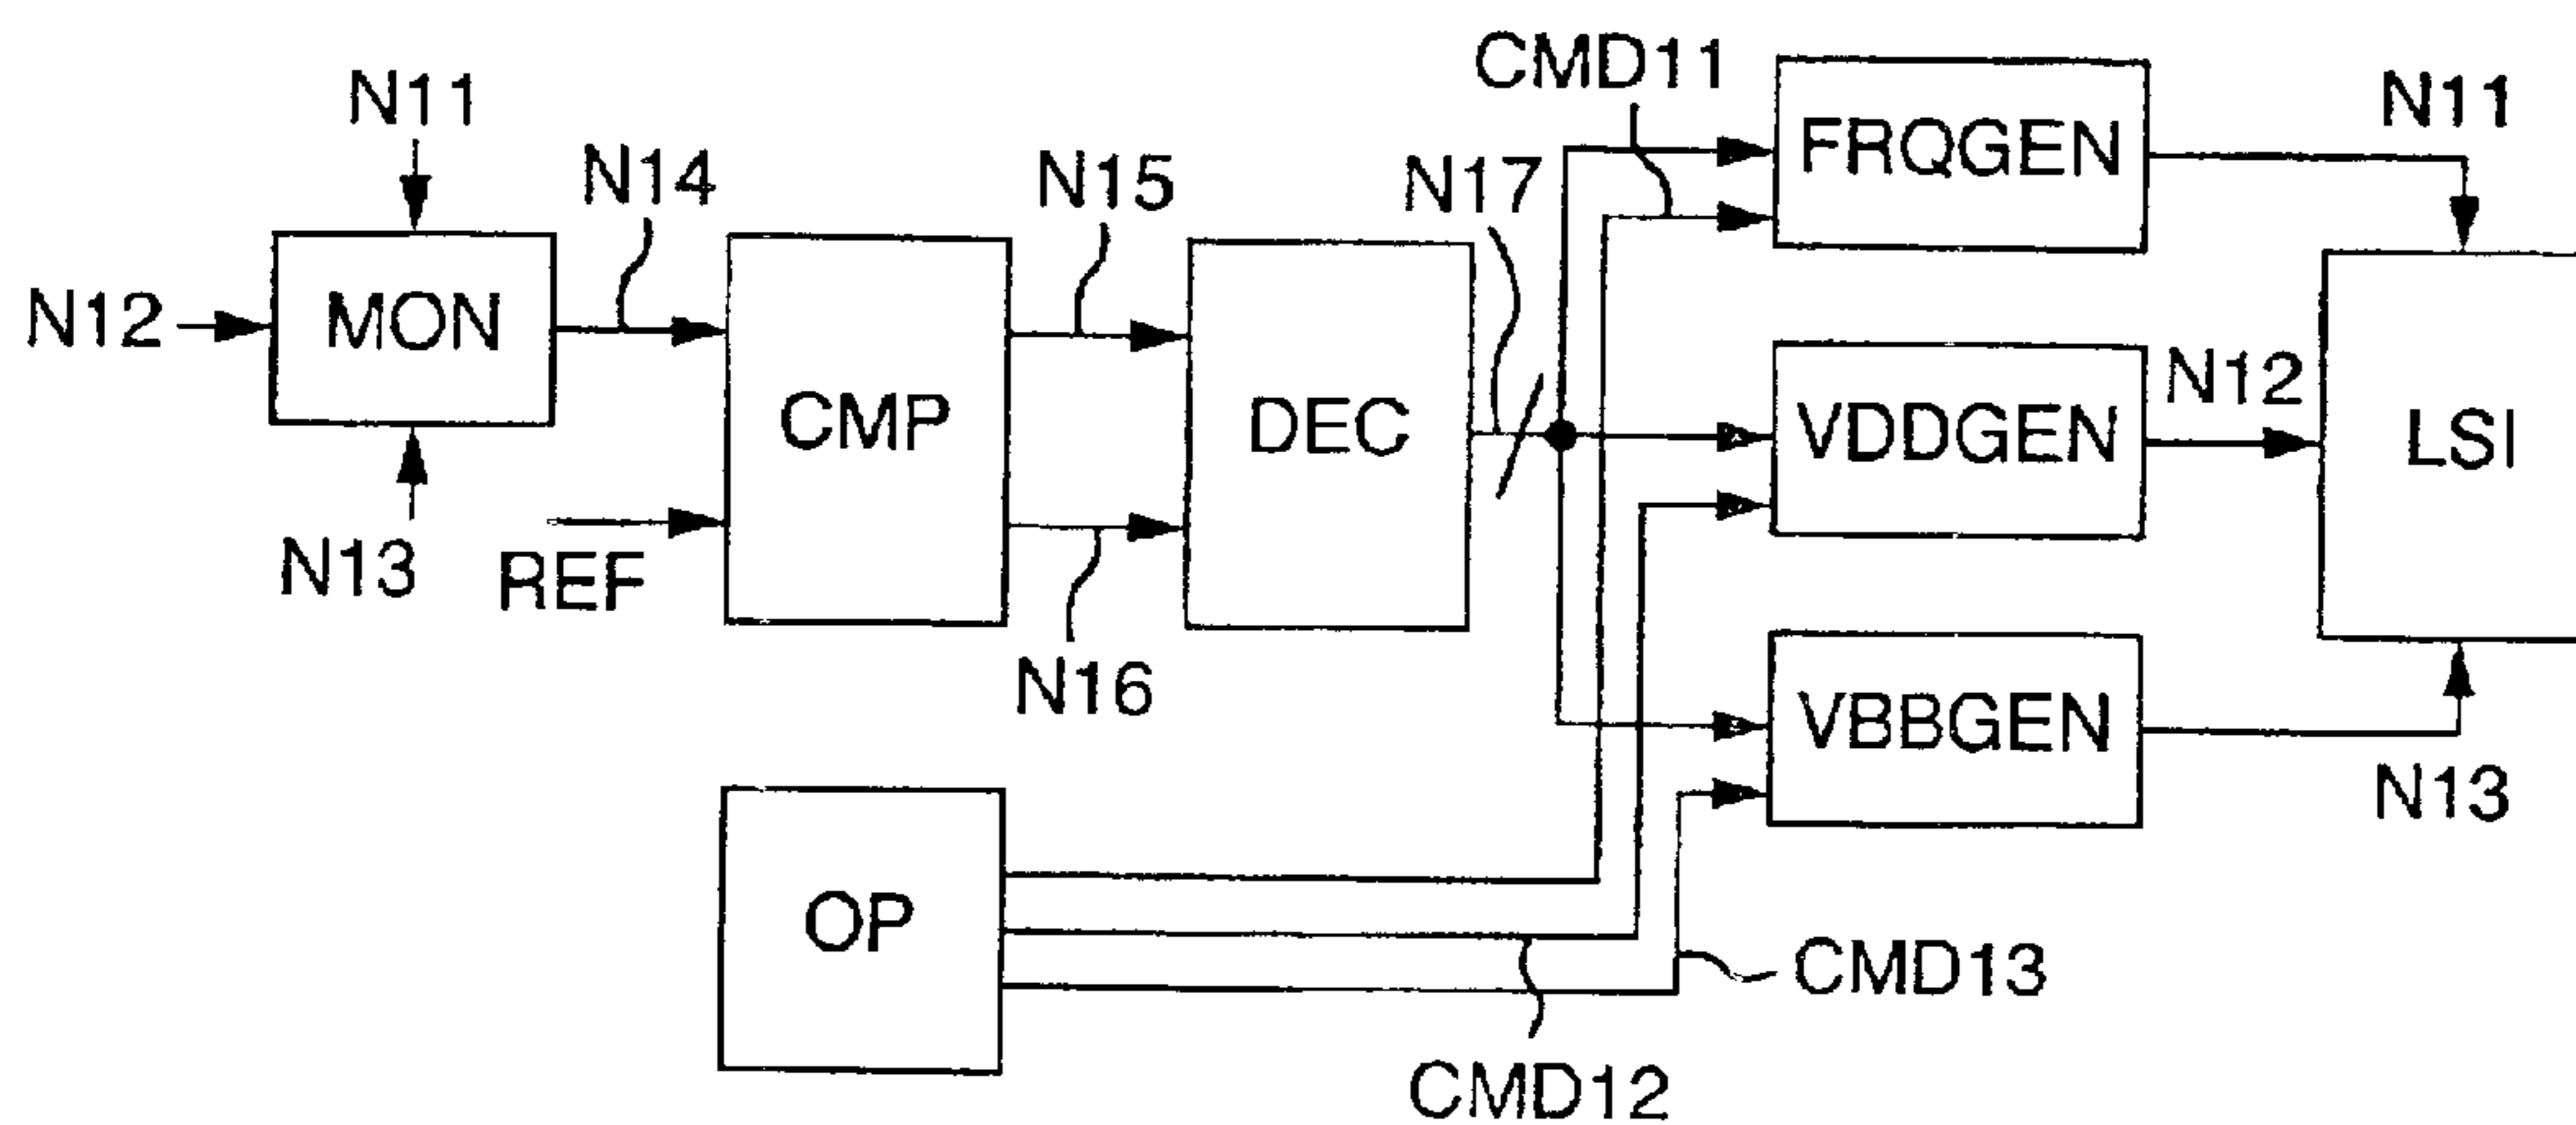 CMD11
N11
FRQGEN
N11
N14
N15
N17
N12
MON
CMP
DEC
VDDGEN
N12
LSI
N13
REF
N16
VBBGEN
N13
OP
CMD13
CMD12